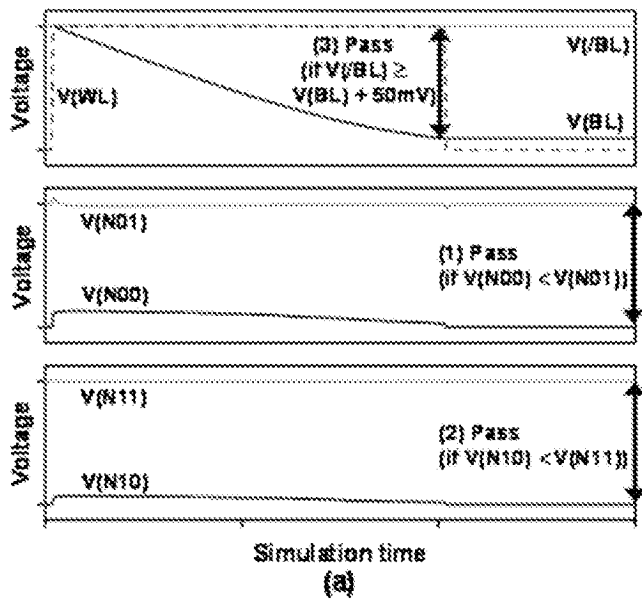 Voltage
V(WL)
(3) Pass
(if V(/BL) ≥
V(BL) + 50mV)
V(/BL)
V(BL)
Voltage
V(N01)
V(N00)
(1) Pass
(if V(N00) < V(N01))
Voltage
V(N11)
V(N10)
(2) Pass
(if V(N10) < V(N11))
Simulation time
(a)